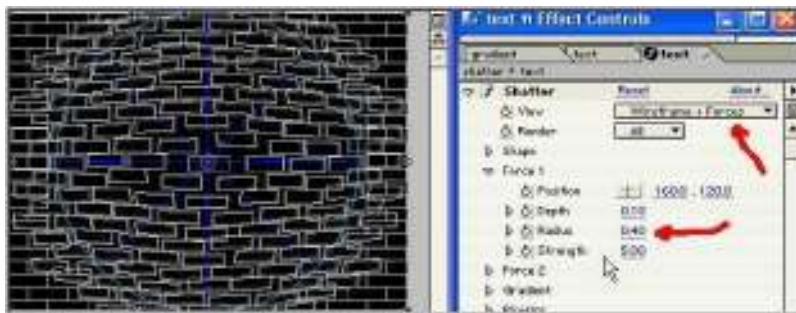 text Effect Controls
gradient text text
shatter • text
Shatter Reset About
View Wireframe + Forces
Render All
Shape
Force 1
Position 160.0 , 120.0
Depth 0.10
Radius 0.40
Strength 5.00
Force 2
Gradient
Physics